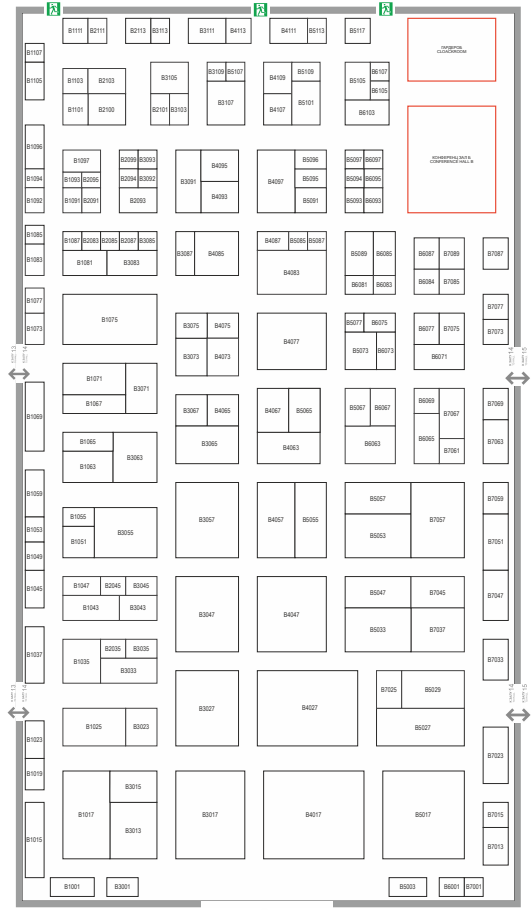 B1111 B2111 B2113 B3113 B3111 B4113 B4111 B5113 B5117
ГАРДЕРОБ
CLOACKROOM
B1107
B1105
B1103 B2103 B3105 B3109 B5107 B4109 B5109 B5105 B6107
B6105
B1101 B2100 B2101 B3103 B3107 B4107 B5101 B6103
B1096
КОНФЕРЕНЦ ЗАЛ B
CONFERENCE HALL B
B1097 B2099 B3093 B3091 B4095 B4097 B5096 B5097 B6097
B1094 B1093 B2095 B2094 B3092 B5095 B5094 B6095
B1092 B1091 B2091 B2093 B4093 B5091 B5093 B6093
B1085 B1087 B2083 B2085 B2087 B3085 B3087 B4085 B4087 B5085 B5087 B5089 B6085 B6087 B7089 B7087
B1083 B1081 B3083 B4083 B6081 B6083 B6084 B7085
B1077 B1075 B3075 B4075 B4077 B5077 B6075 B6077 B7075 B7077
B1073 B3073 B4073 B5073 B6073 B6071 B7073
B1071 B3071
B1067
B1069 B3067 B4065 B4067 B5065 B5067 B6067 B6069 B7067 B7069
B1065 B3063 B3065 B4063 B6063 B6065 B7061 B7063
B1063
B1059 B3057 B4057 B5055 B5057 B7057 B7059
B1055 B3055
B1053 B1051 B5053 B7051
B1049
B1045 B1047 B2045 B3045 B3047 B4047 B5047 B7045 B7047
B1043 B3043 B5033 B7037
B1037 B1035 B2035 B3035 B7033
B3033
B3027 B4027 B7025 B5029
B1023 B1025 B3023 B5027 B7023
B1019
B1017 B3015 B3017 B4017 B5017 B7015
B1015 B3013 B7013
B1001 B3001 B5003 B6001 B7001